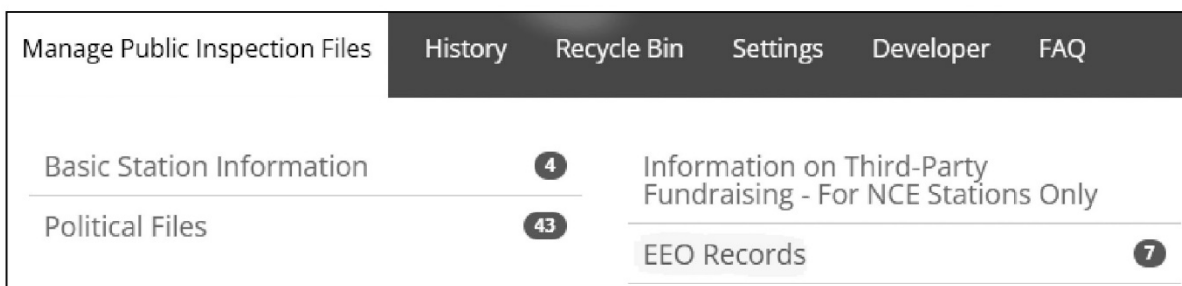 Manage Public Inspection Files History Recycle Bin Settings Developer FAQ
Basic Station Information 4
Political Files 43
Information on Third-Party
Fundraising - For NCE Stations Only
EEO Records 7